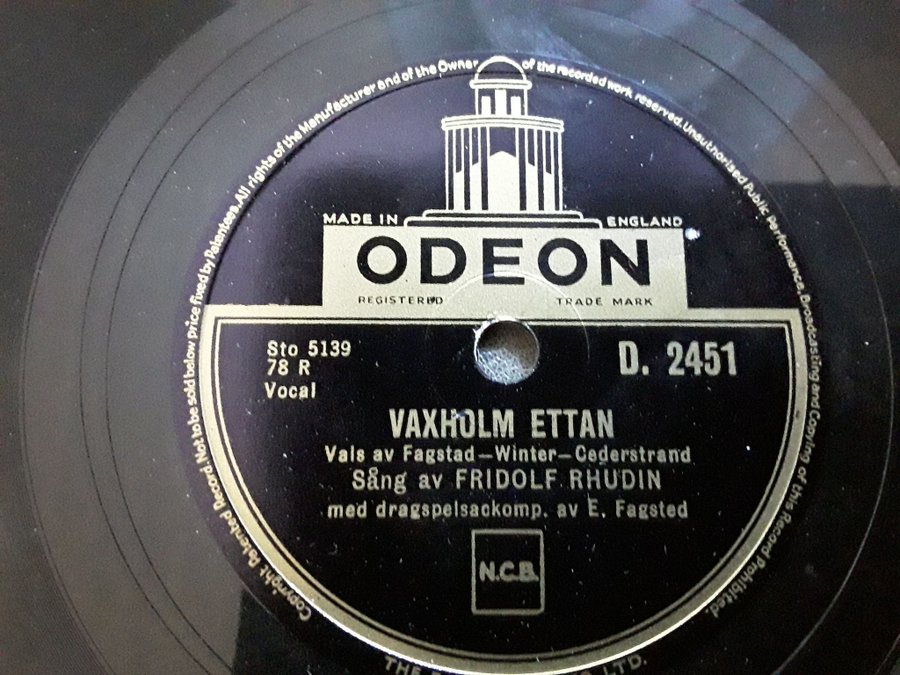 Copyright. Patented Record. Not to be sold below price fixed by Patentees. All rights of the Manufacturer and of the Owner of the recorded work reserved. Unauthorised Public Performance, Broadcasting and Copying of this Record Prohibited.
MADE IN ENGLAND
ODEON
REGISTERED TRADE MARK
Sto 5139
78 R
Vocal
D. 2451
VAXHOLM ETTAN
Vals av Fagstad—Winter—Cederstrand
Sång av FRIDOLF RHUDIN
med dragspelsackomp. av E. Fagsted
N.C.B.
THE LTD.